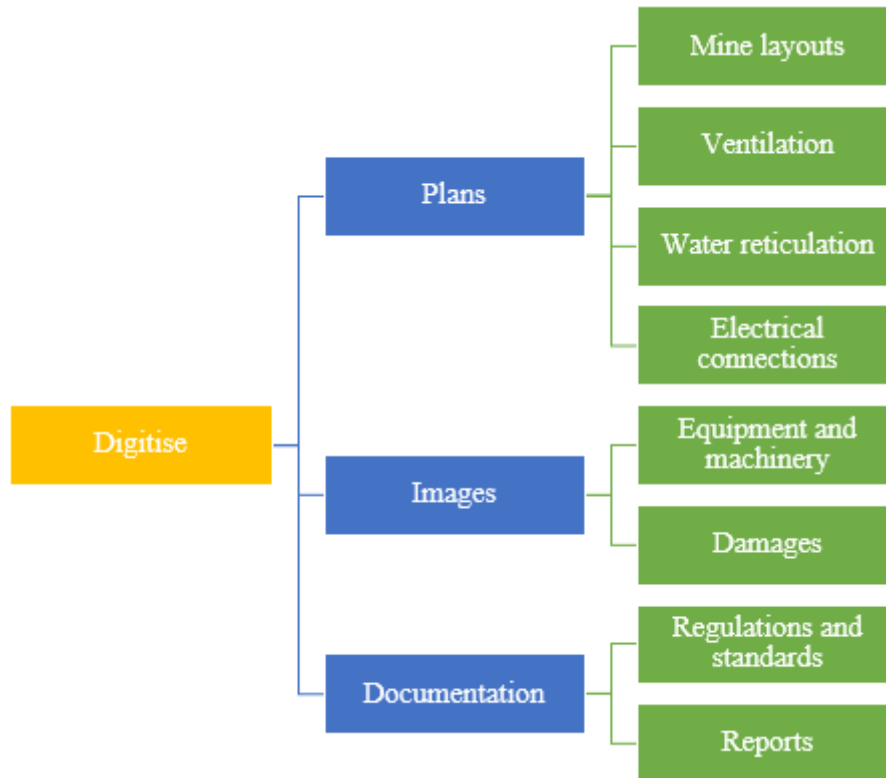 Mine layouts
Ventilation
Plans
Water reticulation
Electrical
connections
Digitise
Equipment and
machinery
Images
Damages
Regulations and
standards
Documentation
Reports